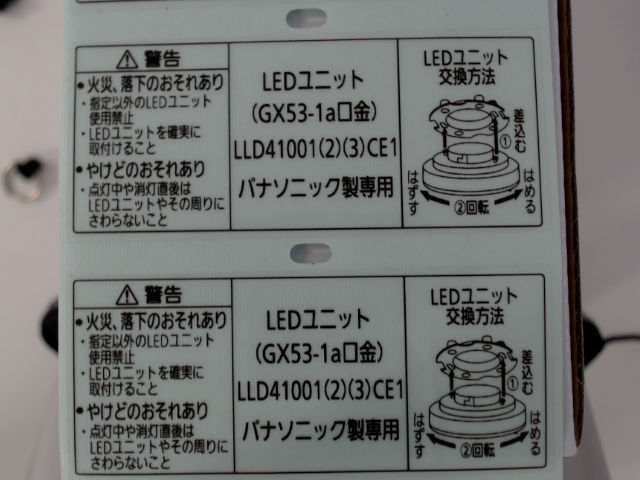 ⚠ 警告
●火災、落下のおそれあり
・指定以外のLEDユニット
使用禁止
・LEDユニットを確実に
取付けること
●やけどのおそれあり
・点灯中や消灯直後は
LEDユニットやその周りに
さわらないこと
LEDユニット
(GX53-1a口金)
LLD41001(2)(3)CE1
パナソニック製専用
LEDユニット
交換方法
差込む
①
はずす
②回転
はめる
⚠ 警告
●火災、落下のおそれあり
・指定以外のLEDユニット
使用禁止
・LEDユニットを確実に
取付けること
●やけどのおそれあり
・点灯中や消灯直後は
LEDユニットやその周りに
さわらないこと
LEDユニット
(GX53-1a口金)
LLD41001(2)(3)CE1
パナソニック製専用
LEDユニット
交換方法
差込む
①
はずす
②回転
はめる